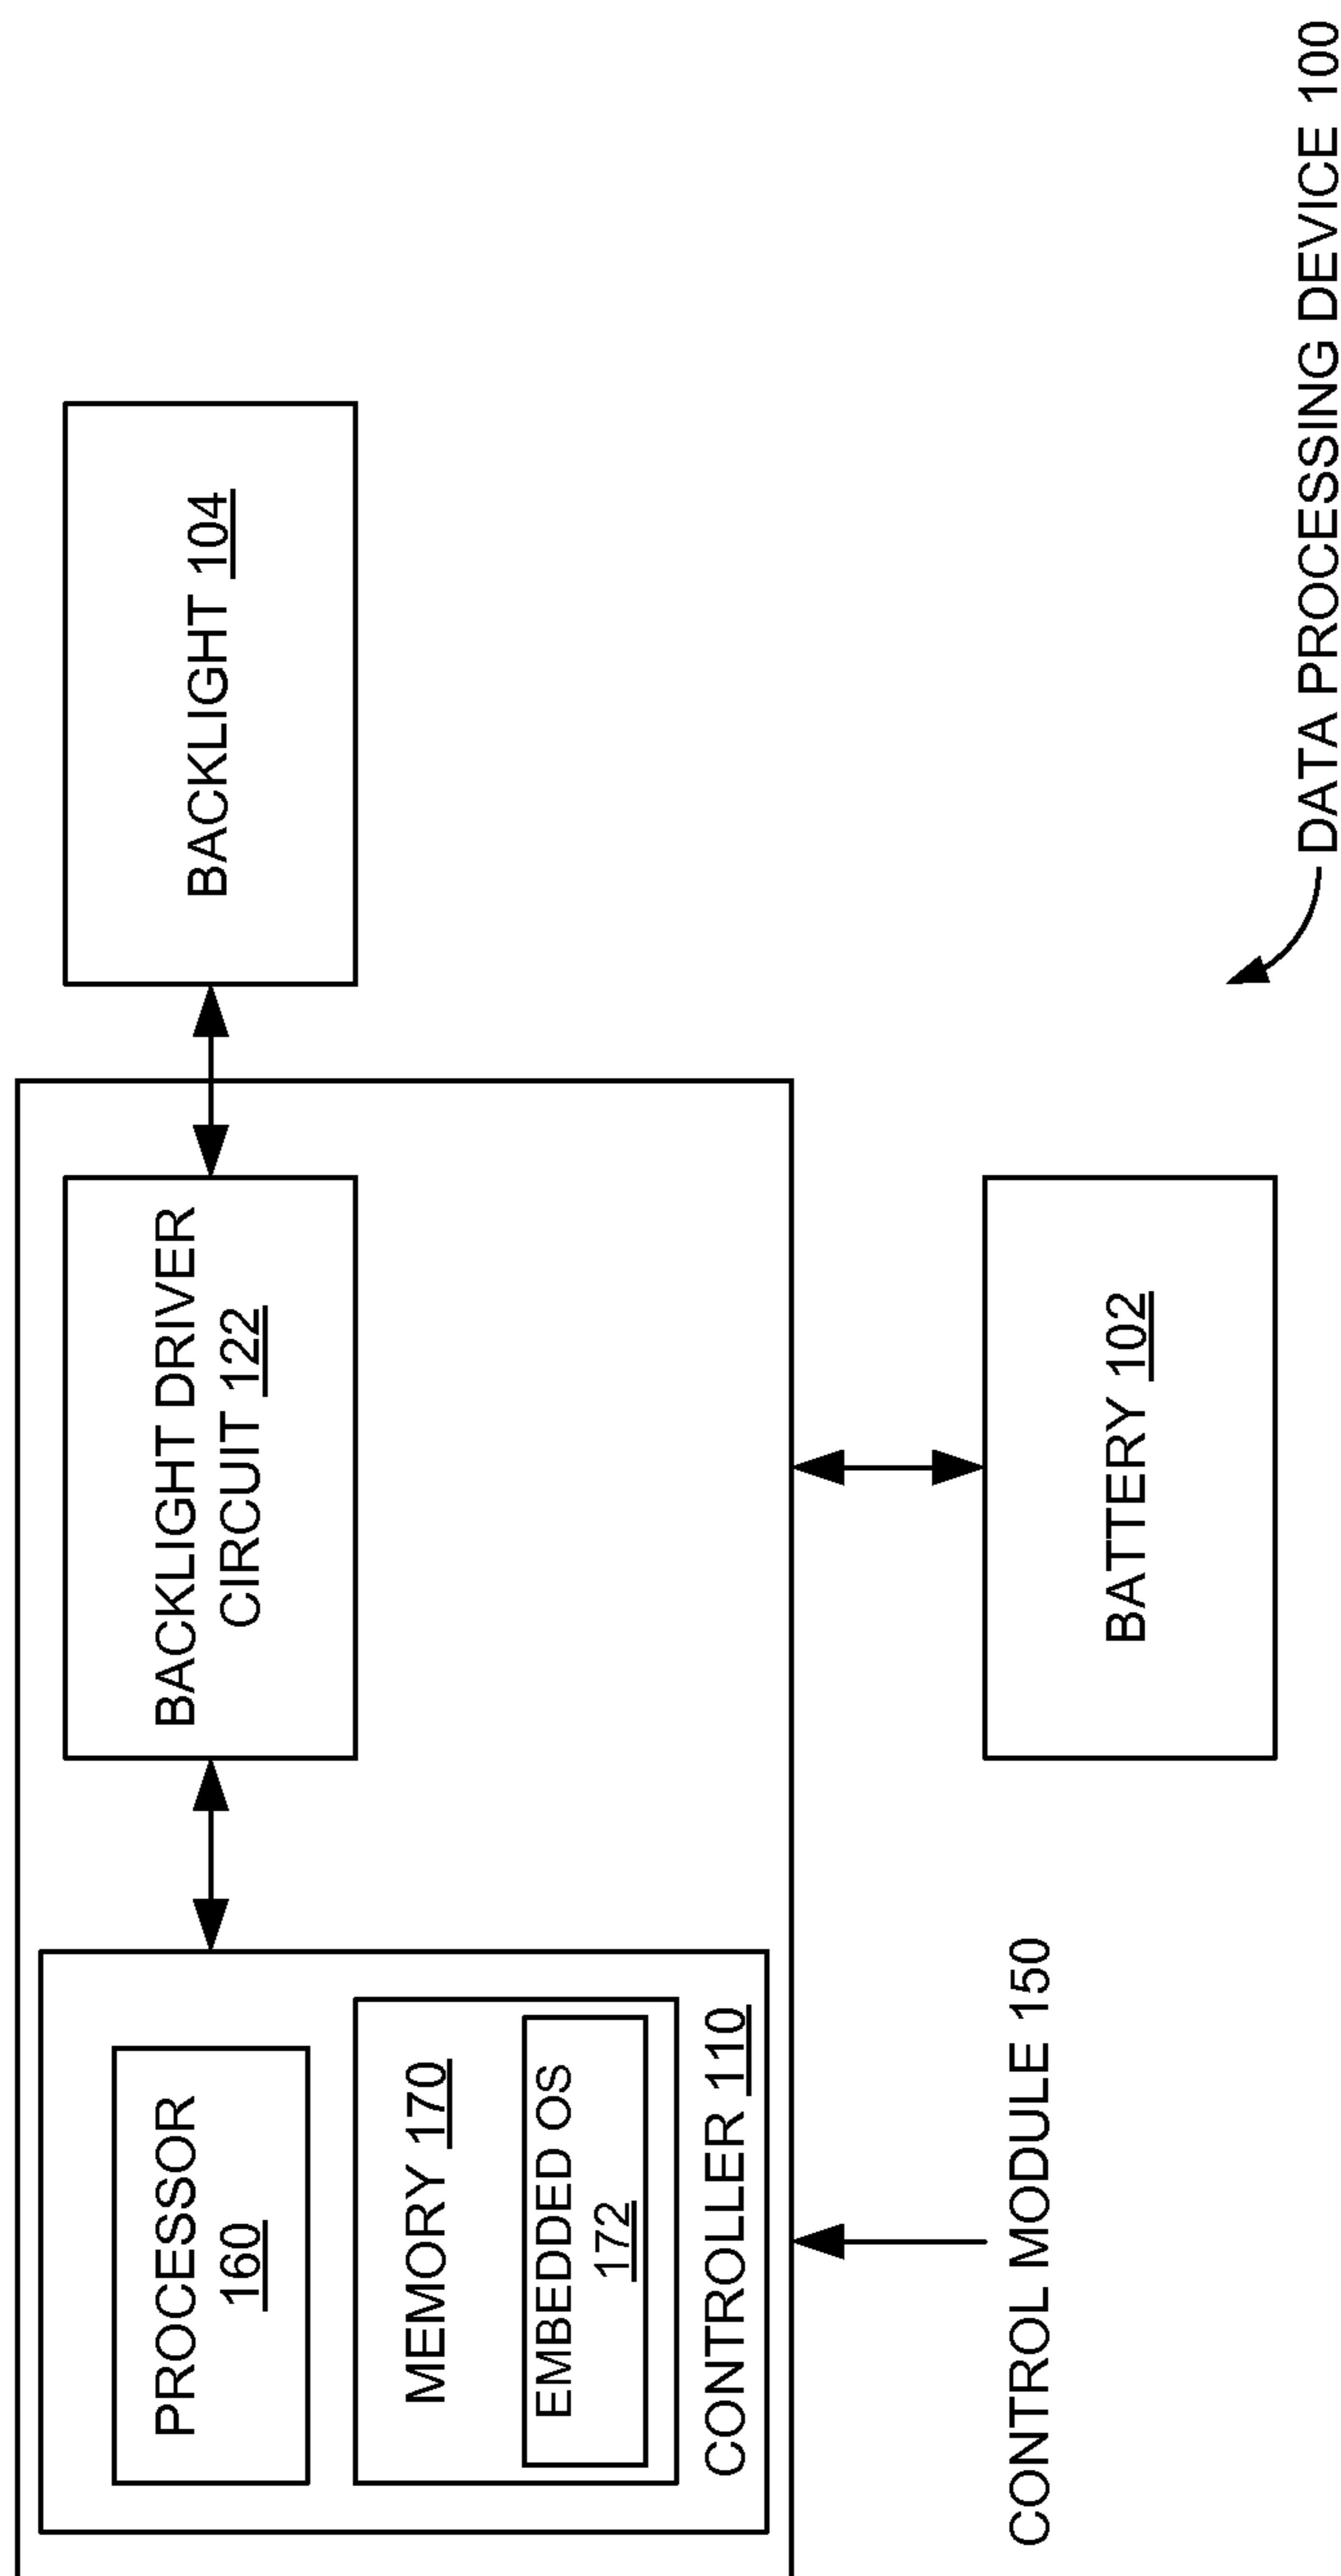 PROCESSOR
160
MEMORY 170
EMBEDDED OS
172
CONTROLLER 110
BACKLIGHT DRIVER
CIRCUIT 122
BACKLIGHT 104
CONTROL MODULE 150
BATTERY 102
DATA PROCESSING DEVICE 100